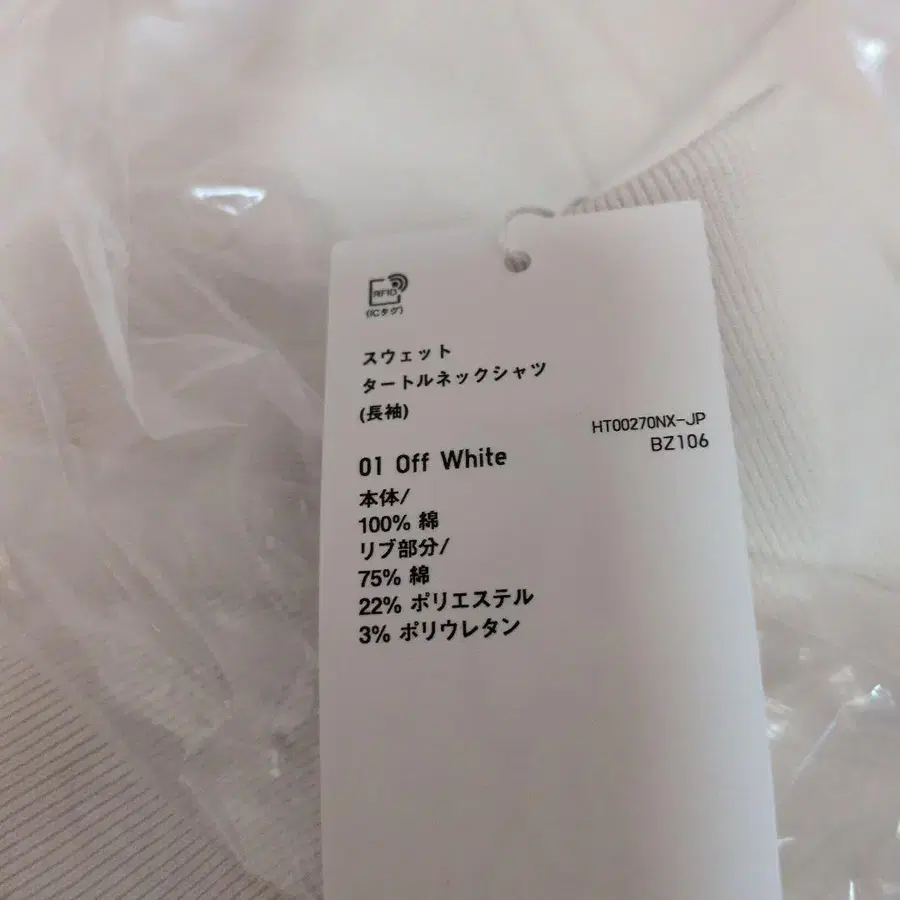 RFID
(ICタグ)
スウェット
タートルネックシャツ
(長袖)
HT00270NX-JP
BZ106
01 Off White
本体/
100% 綿
リブ部分/
75% 綿
22% ポリエステル
3% ポリウレタン